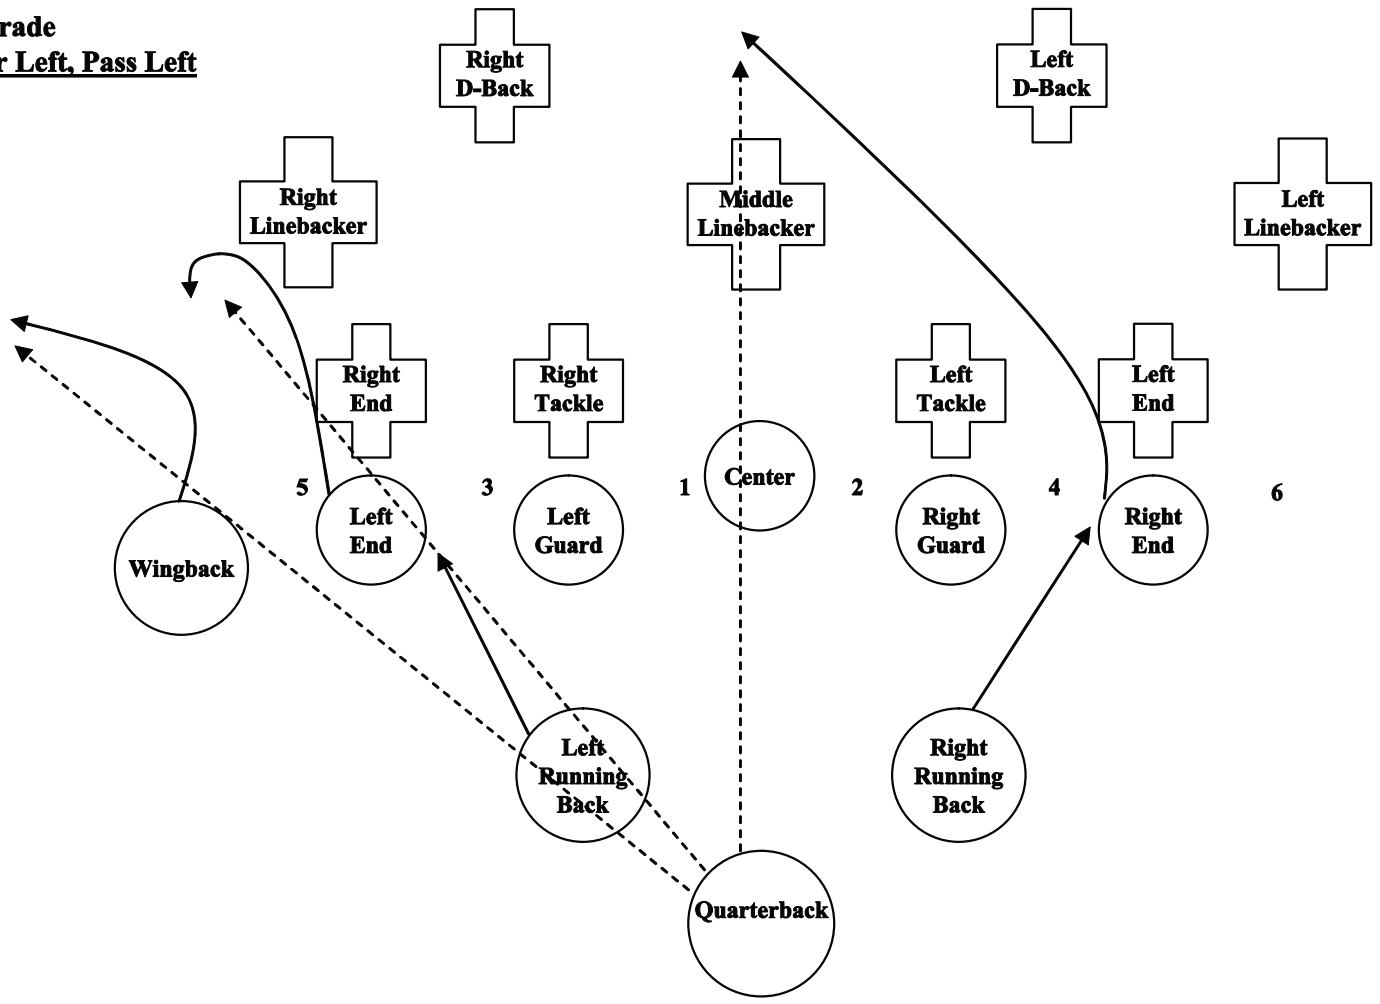 rade
r Left, Pass Left
Right
D-Back
Left
D-Back
Right
Linebacker
Middle
Linebacker
Left
Linebacker
Right
End
Right
Tackle
Left
Tackle
Left
End
5
3
1
Center
2
4
6
Wingback
Left
End
Left
Guard
Right
Guard
Right
End
Left
Running
Back
Right
Running
Back
Quarterback